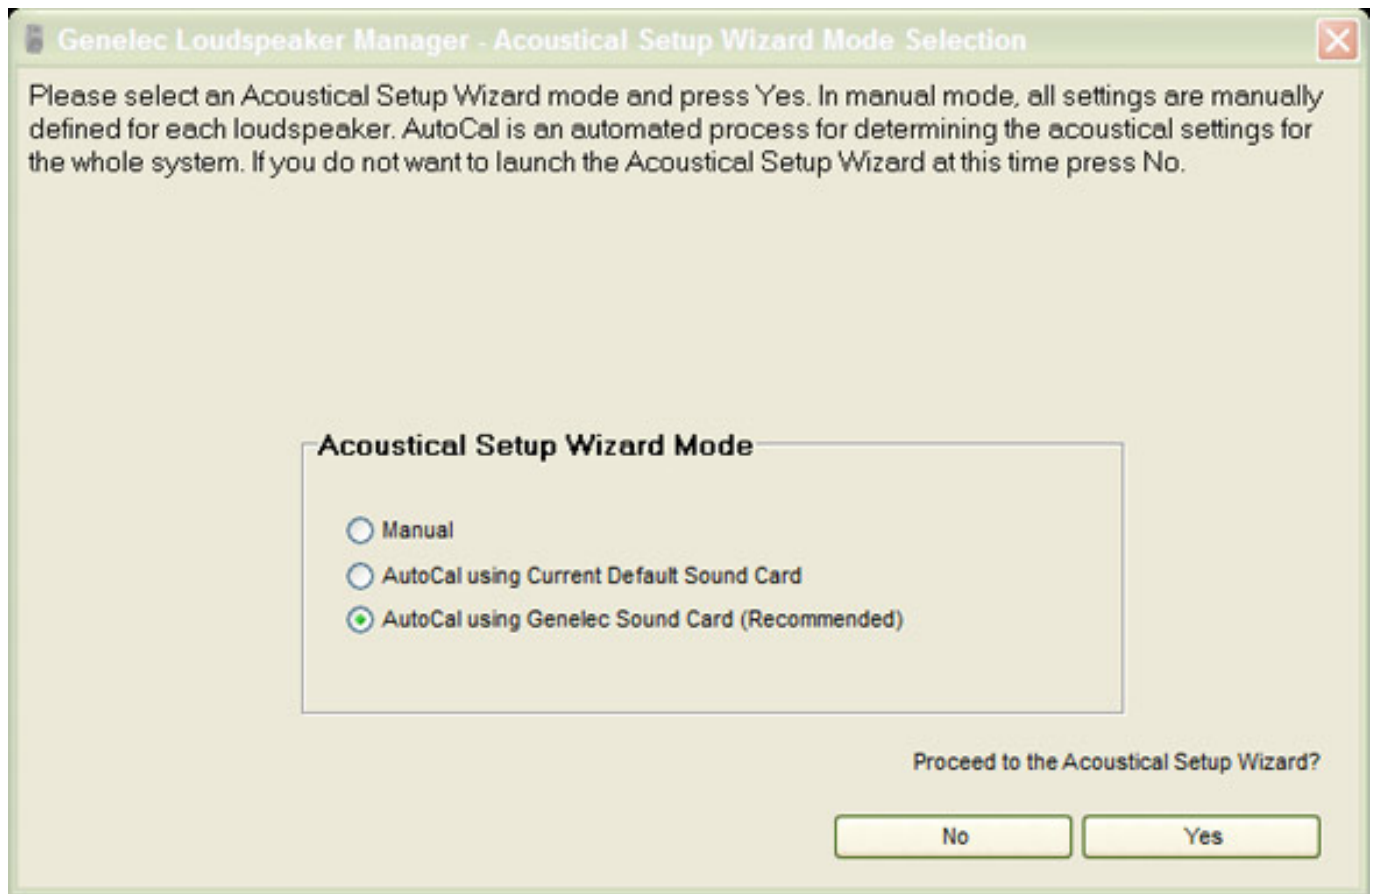 Genelec Loudspeaker Manager - Acoustical Setup Wizard Mode Selection
Please select an Acoustical Setup Wizard mode and press Yes. In manual mode, all settings are manually
defined for each loudspeaker. AutoCal is an automated process for determining the acoustical settings for
the whole system. If you do not want to launch the Acoustical Setup Wizard at this time press No.
Acoustical Setup Wizard Mode
Manual
AutoCal using Current Default Sound Card
AutoCal using Genelec Sound Card (Recommended)
Proceed to the Acoustical Setup Wizard?
No
Yes